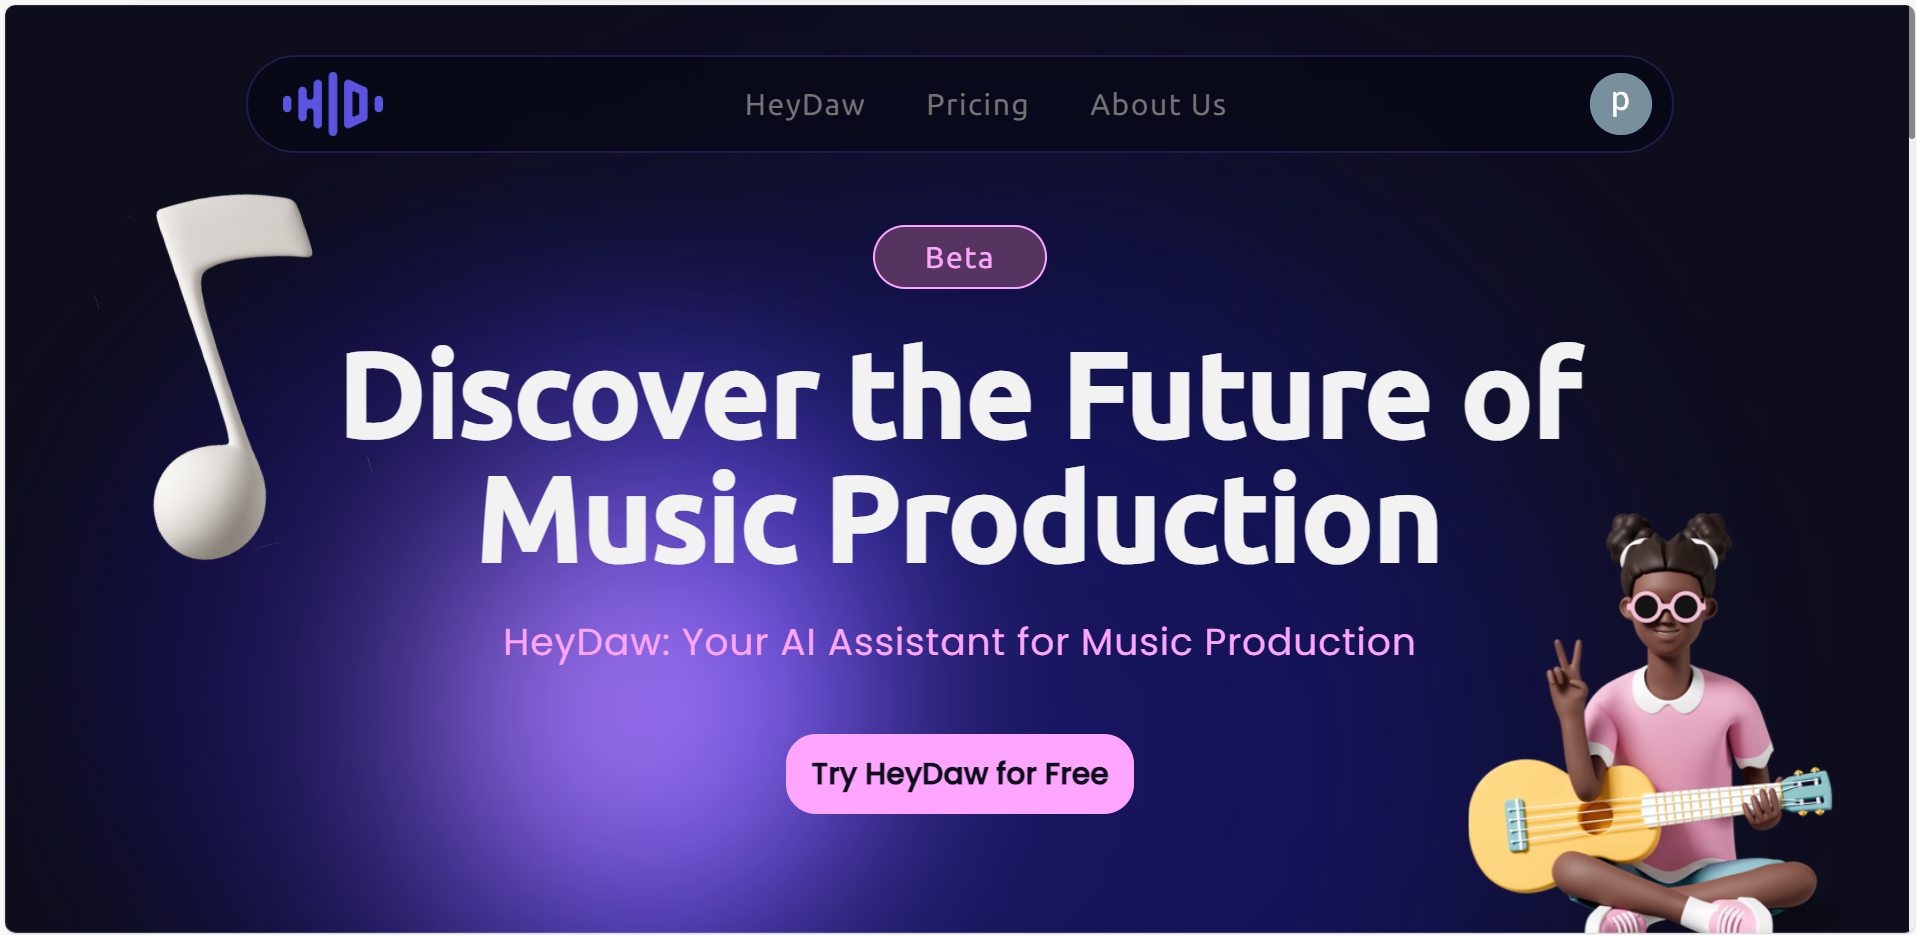 HD
HeyDaw
Pricing
About Us
p
Beta
Discover the Future of
Music Production
HeyDaw: Your AI Assistant for Music Production
Try HeyDaw for Free